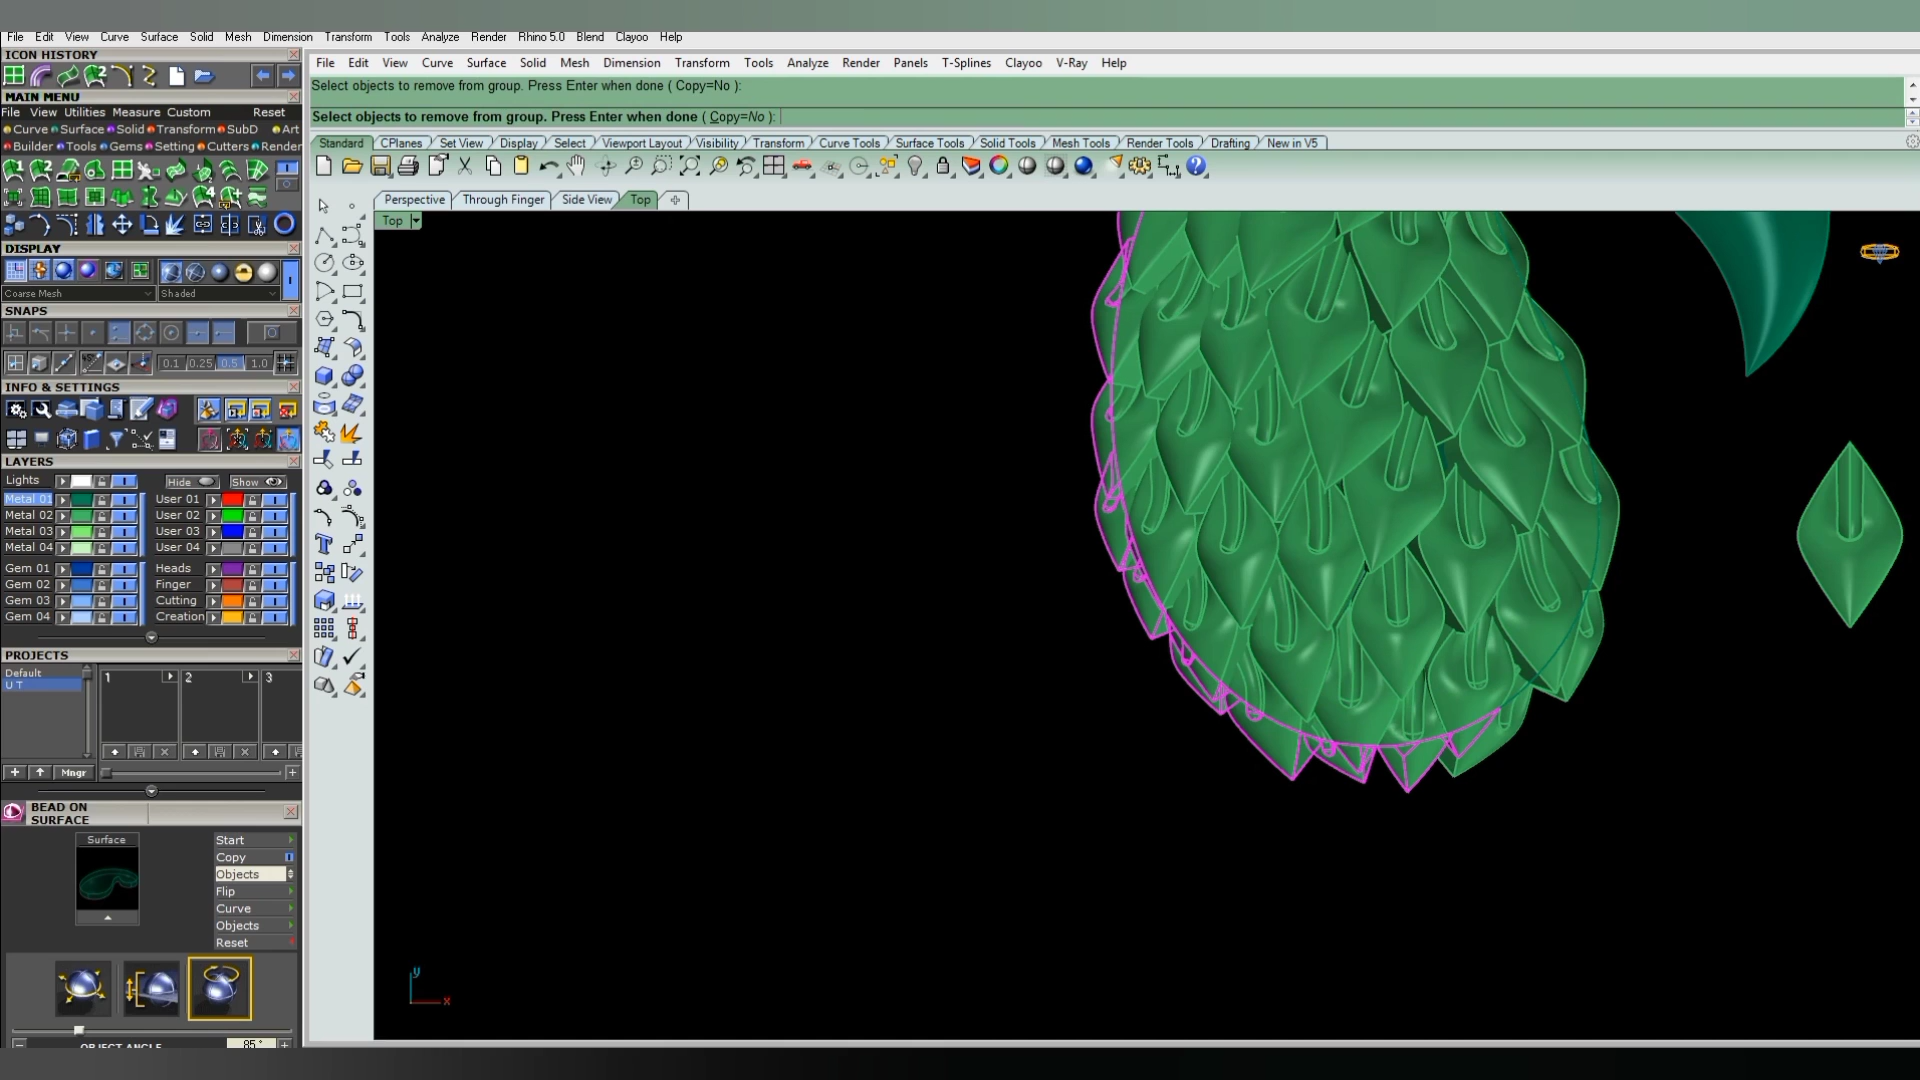 File Edit View Curve Surface Solid Mesh Dimension Transform Tools Analyze Render Rhino 5.0 Blend Clayoo Help
ICON HISTORY
MAIN MENU
File View Utilities Measure Custom Reset
Curve Surface Solid Transform SubD Art
Builder Tools Gems Setting Cutters Render
DISPLAY
Coarse Mesh Shaded
SNAPS
0.1 0.25 0.5 1.0
INFO & SETTINGS
LAYERS
Lights Hide Show
Metal 01 User 01
Metal 02 User 02
Metal 03 User 03
Metal 04 User 04
Gem 01 Heads
Gem 02 Finger
Gem 03 Cutting
Gem 04 Creation
PROJECTS
Default
U T
1 2 3
Mngr
BEAD ON
SURFACE
Surface
Start
Copy
Objects
Flip
Curve
Objects
Reset
OBJECT ANGLE 85°
File Edit View Curve Surface Solid Mesh Dimension Transform Tools Analyze Render Panels T-Splines Clayoo V-Ray Help
Select objects to remove from group. Press Enter when done ( Copy=No ):
Select objects to remove from group. Press Enter when done ( Copy=No ):
Standard CPlanes Set View Display Select Viewport Layout Visibility Transform Curve Tools Surface Tools Solid Tools Mesh Tools Render Tools Drafting New in V5
Perspective Through Finger Side View Top
Top
y
x